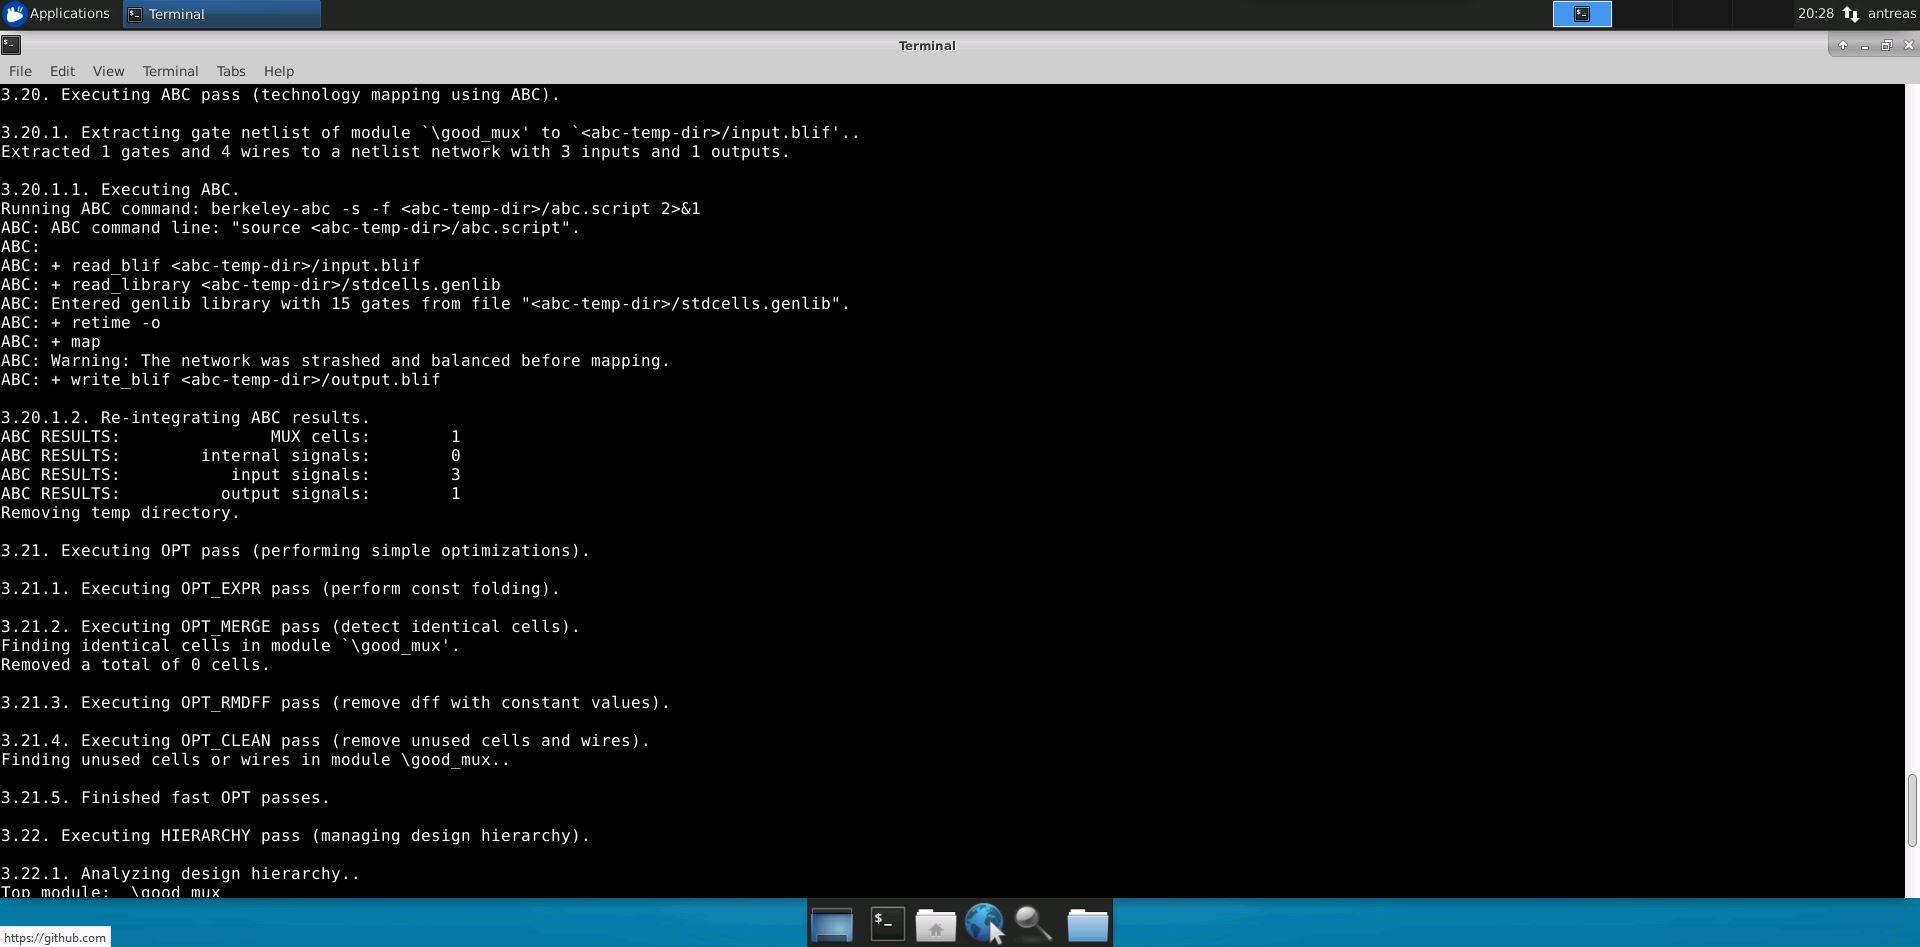 Applications
Terminal
20:28
antreas
Terminal
File Edit View Terminal Tabs Help
3.20. Executing ABC pass (technology mapping using ABC).
3.20.1. Extracting gate netlist of module `\good_mux' to `<abc-temp-dir>/input.blif'..
Extracted 1 gates and 4 wires to a netlist network with 3 inputs and 1 outputs.
3.20.1.1. Executing ABC.
Running ABC command: berkeley-abc -s -f <abc-temp-dir>/abc.script 2>&1
ABC: ABC command line: "source <abc-temp-dir>/abc.script".
ABC:
ABC: + read_blif <abc-temp-dir>/input.blif
ABC: + read_library <abc-temp-dir>/stdcells.genlib
ABC: Entered genlib library with 15 gates from file "<abc-temp-dir>/stdcells.genlib".
ABC: + retime -o
ABC: + map
ABC: Warning: The network was strashed and balanced before mapping.
ABC: + write_blif <abc-temp-dir>/output.blif
3.20.1.2. Re-integrating ABC results.
ABC RESULTS: MUX cells: 1
ABC RESULTS: internal signals: 0
ABC RESULTS: input signals: 3
ABC RESULTS: output signals: 1
Removing temp directory.
3.21. Executing OPT pass (performing simple optimizations).
3.21.1. Executing OPT_EXPR pass (perform const folding).
3.21.2. Executing OPT_MERGE pass (detect identical cells).
Finding identical cells in module `\good_mux'.
Removed a total of 0 cells.
3.21.3. Executing OPT_RMDFF pass (remove dff with constant values).
3.21.4. Executing OPT_CLEAN pass (remove unused cells and wires).
Finding unused cells or wires in module \good_mux..
3.21.5. Finished fast OPT passes.
3.22. Executing HIERARCHY pass (managing design hierarchy).
3.22.1. Analyzing design hierarchy..
Top module: \good_mux
https://github.com